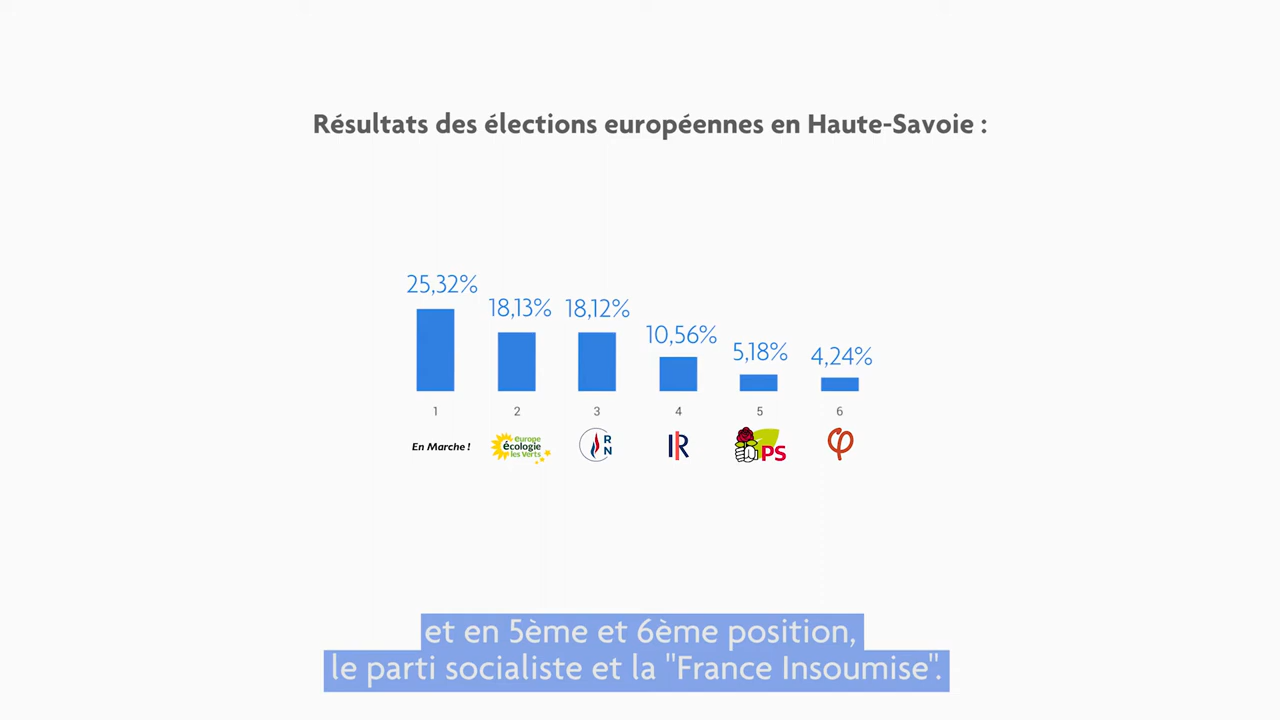 Résultats des élections européennes en Haute-Savoie :
25,32%
18,13%
18,12%
10,56%
5,18%
4,24%
1
2
3
4
5
6
En Marche !
europe
écologie
les Verts
R
N
lR
PS
φ
et en 5ème et 6ème position,
le parti socialiste et la "France Insoumise".